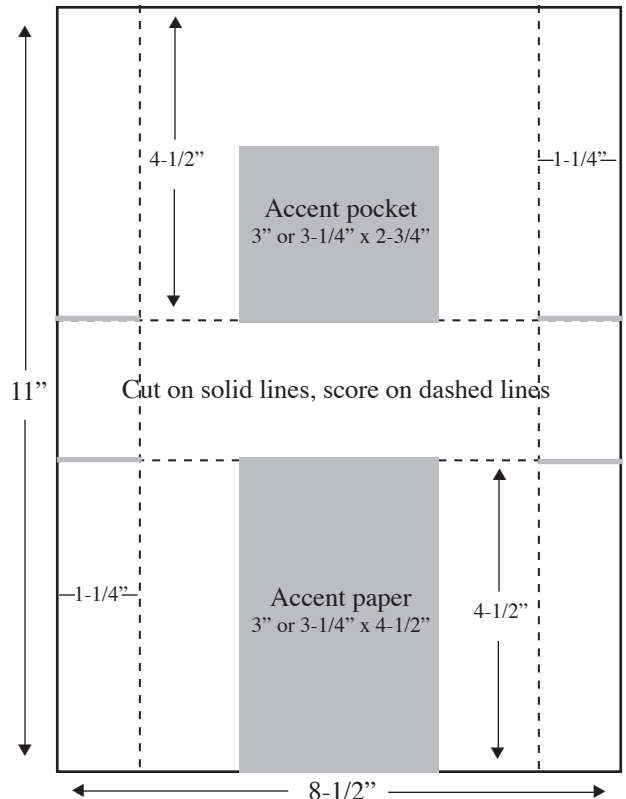 4-1/2”
1-1/4”
Accent pocket
3” or 3-1/4” x 2-3/4”
11”
Cut on solid lines, score on dashed lines
1-1/4”
Accent paper
3” or 3-1/4” x 4-1/2”
4-1/2”
8-1/2”